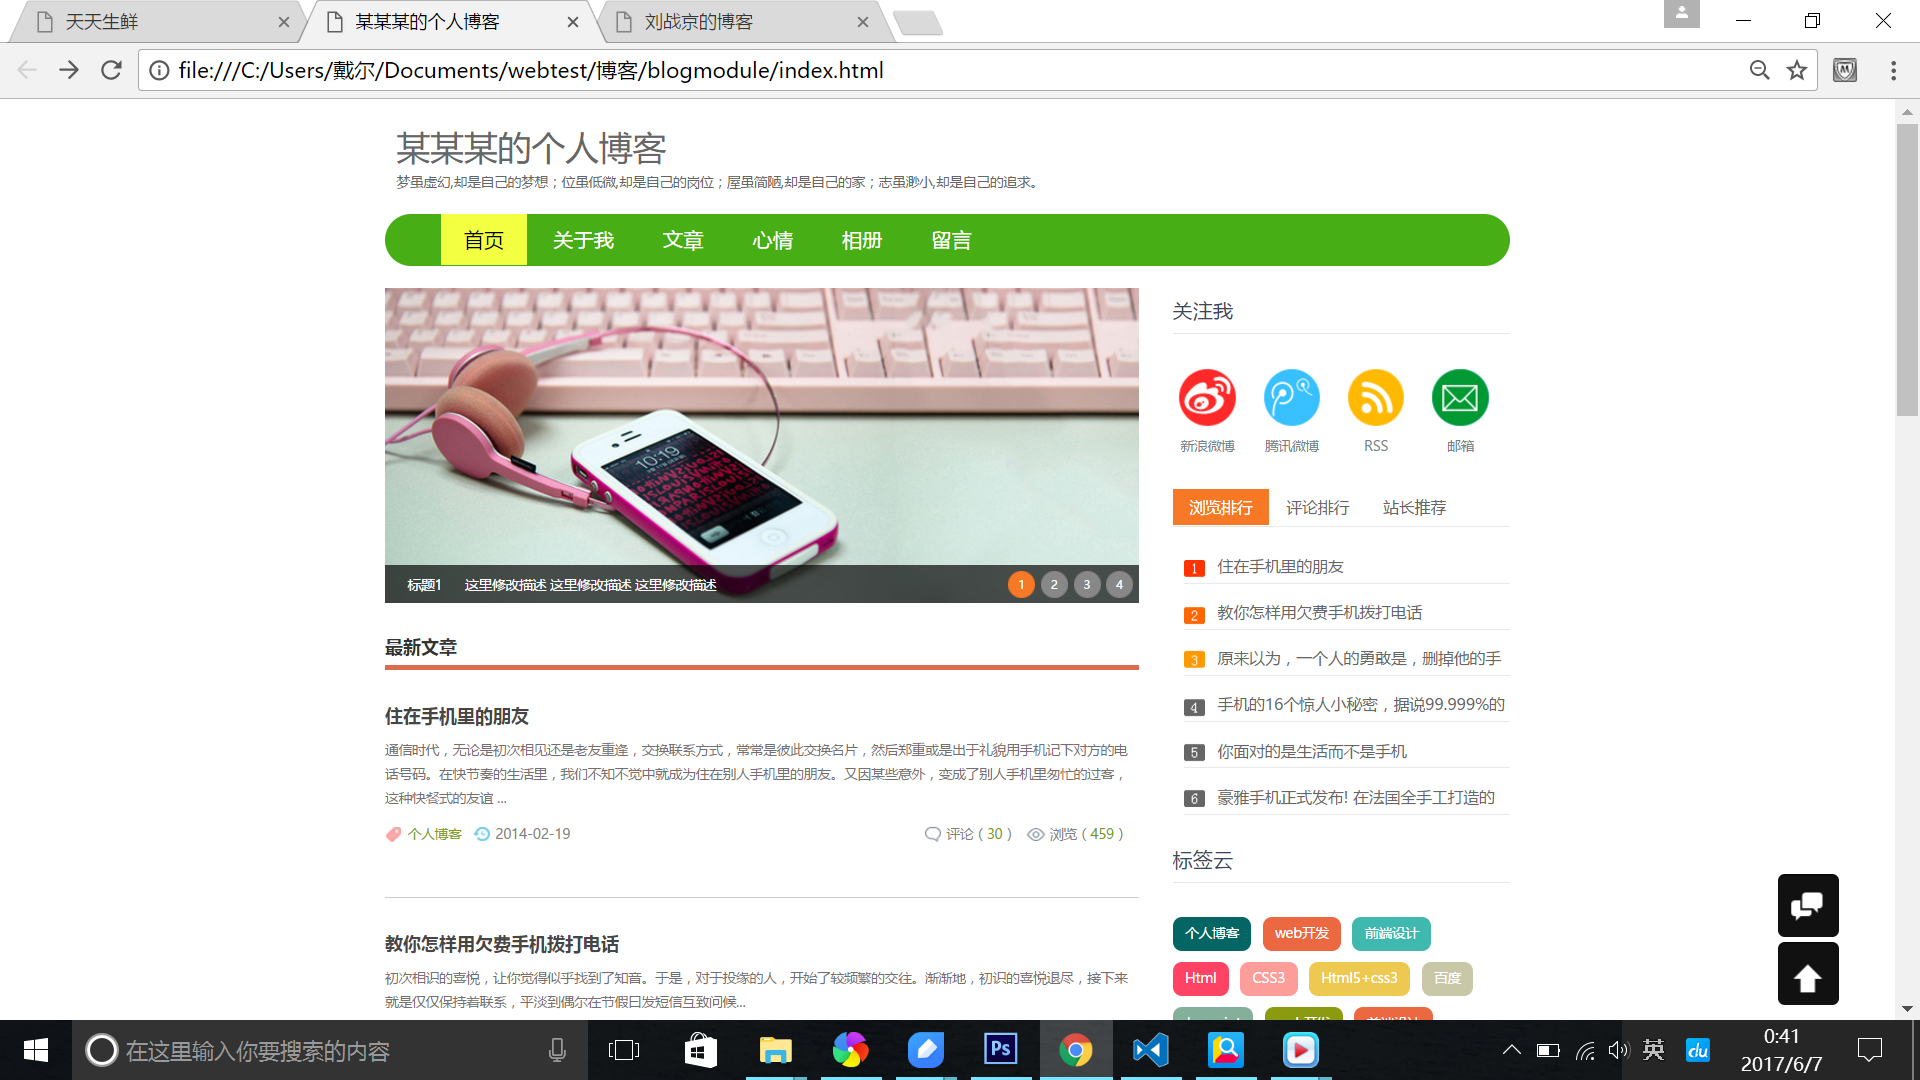 天天生鲜
某某某的个人博客
刘战京的博客
file:///C:/Users/戴尔/Documents/webtest/博客/blogmodule/index.html
某某某的个人博客
梦虽虚幻,却是自己的梦想；位虽低微,却是自己的岗位；屋虽简陋,却是自己的家；志虽渺小,却是自己的追求。
首页 关于我 文章 心情 相册 留言
10:19
标题1 这里修改描述 这里修改描述 这里修改描述 1 2 3 4
最新文章
住在手机里的朋友
通信时代，无论是初次相见还是老友重逢，交换联系方式，常常是彼此交换名片，然后郑重或是出于礼貌用手机记下对方的电
话号码。在快节奏的生活里，我们不知不觉中就成为住在别人手机里的朋友。又因某些意外，变成了别人手机里匆忙的过客，
这种快餐式的友谊 ...
个人博客 2014-02-19 评论（30） 浏览（459）
教你怎样用欠费手机拨打电话
初次相识的喜悦，让你觉得似乎找到了知音。于是，对于投缘的人，开始了较频繁的交往。渐渐地，初识的喜悦退尽，接下来
就是仅仅保持着联系，平淡到偶尔在节假日发短信互致问候...
关注我
新浪微博 腾讯微博 RSS 邮箱
浏览排行 评论排行 站长推荐
1 住在手机里的朋友
2 教你怎样用欠费手机拨打电话
3 原来以为，一个人的勇敢是，删掉他的手
4 手机的16个惊人小秘密，据说99.999%的
5 你面对的是生活而不是手机
6 豪雅手机正式发布! 在法国全手工打造的
标签云
个人博客 web开发 前端设计
Html CSS3 Html5+css3 百度
在这里输入你要搜索的内容
Ps
英
du
0:41
2017/6/7